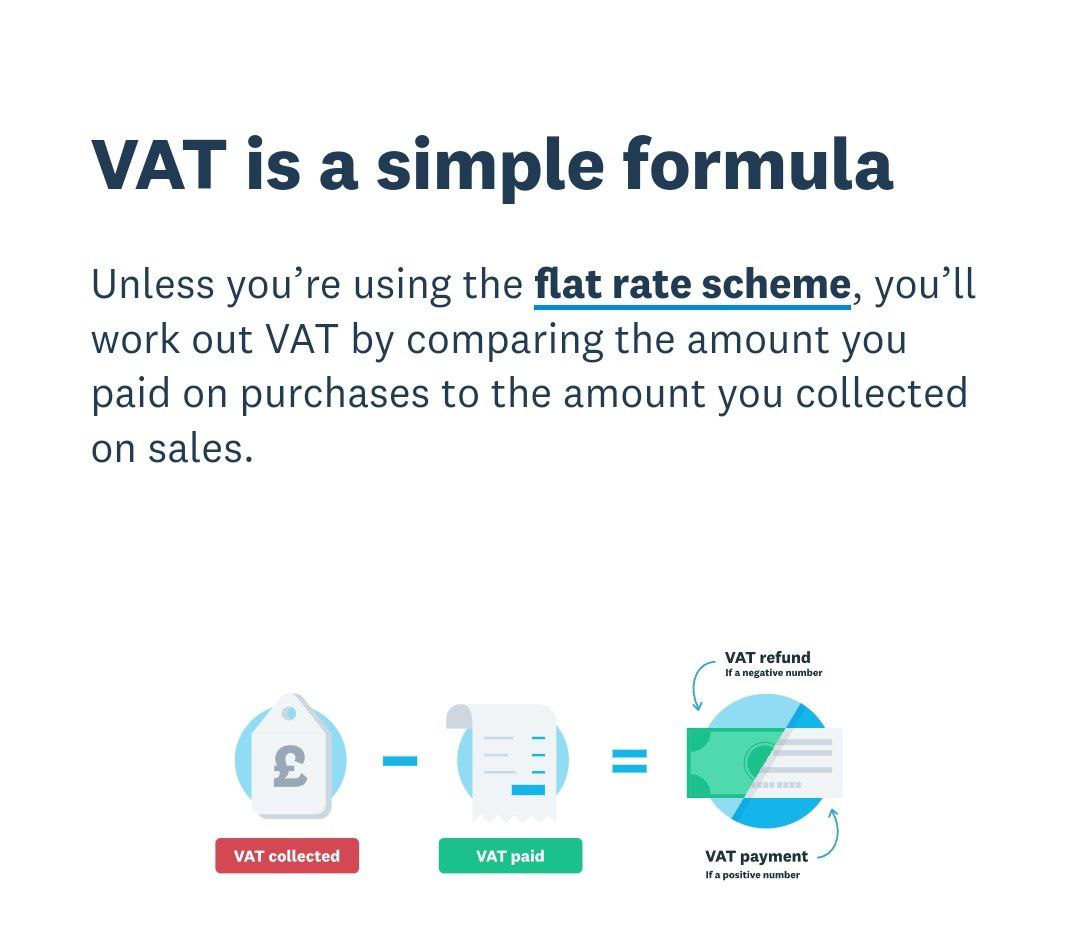 VAT is a simple formula
Unless you’re using the flat rate scheme, you’ll
work out VAT by comparing the amount you
paid on purchases to the amount you collected
on sales.
VAT refund
If a negative number
£
VAT collected
VAT paid
VAT payment
If a positive number